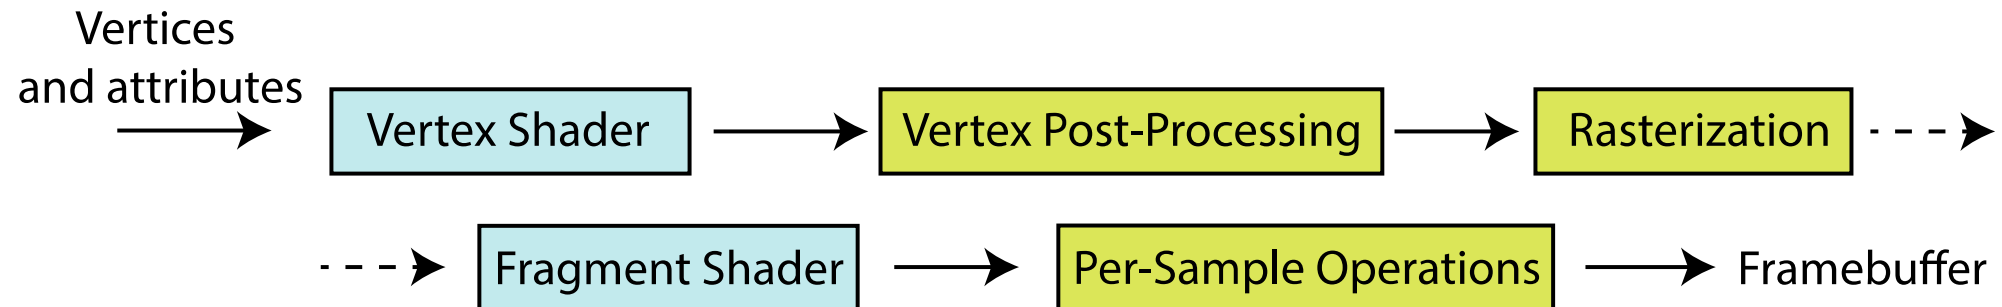 Vertices
and attributes
Vertex Shader
Vertex Post-Processing
Rasterization
Fragment Shader
Per-Sample Operations
Framebuffer